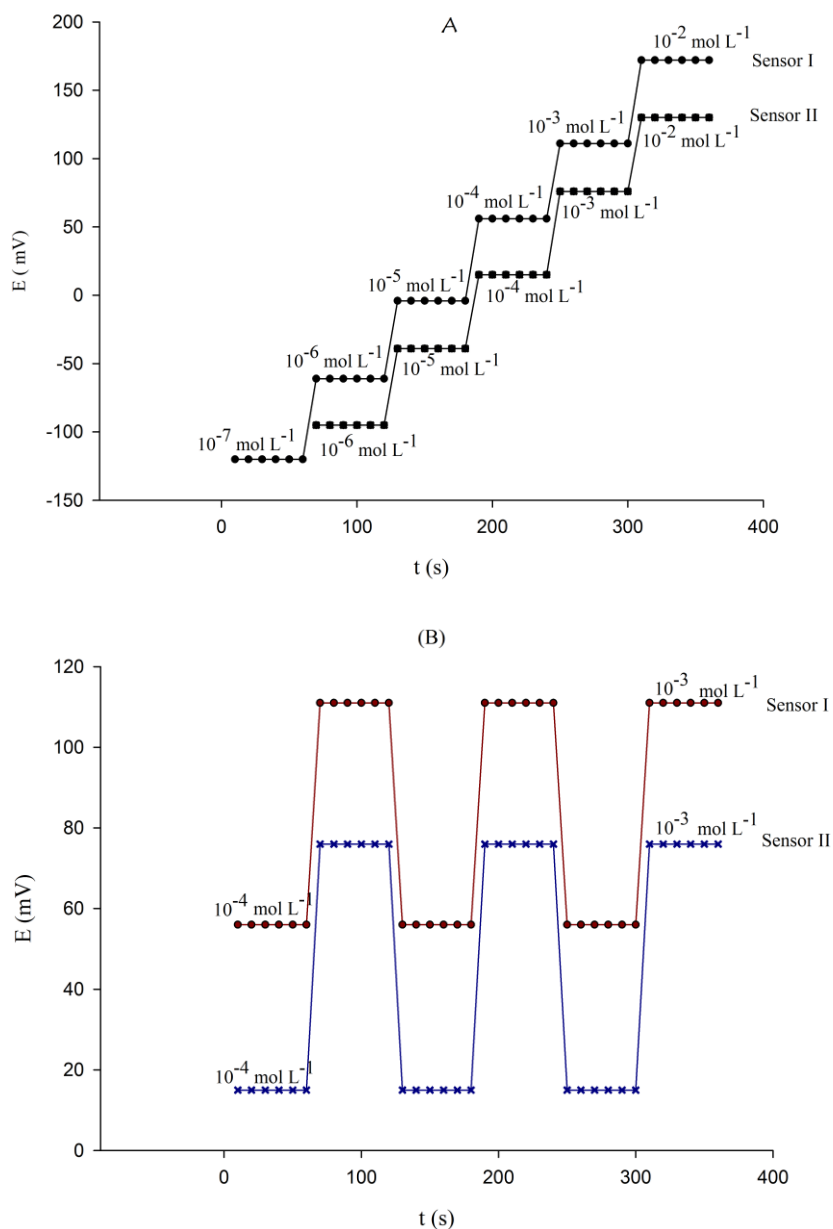 A
200
150
100
50
0
-50
-100
-150
E ( mV)
10^-2 mol L^-1
Sensor I
Sensor II
10^-3 mol L^-1
10^-2 mol L^-1
10^-4 mol L^-1
10^-3 mol L^-1
10^-5 mol L^-1
10^-4 mol L^-1
10^-6 mol L^-1
10^-5 mol L^-1
10^-7 mol L^-1
10^-6 mol L^-1
0 100 200 300 400
t (s)
(B)
120
100
80
60
40
20
0
E (mV)
10^-3 mol L^-1
Sensor I
10^-3 mol L^-1
Sensor II
10^-4 mol L^-1
10^-4 mol L^-1
0 100 200 300 400
t (s)